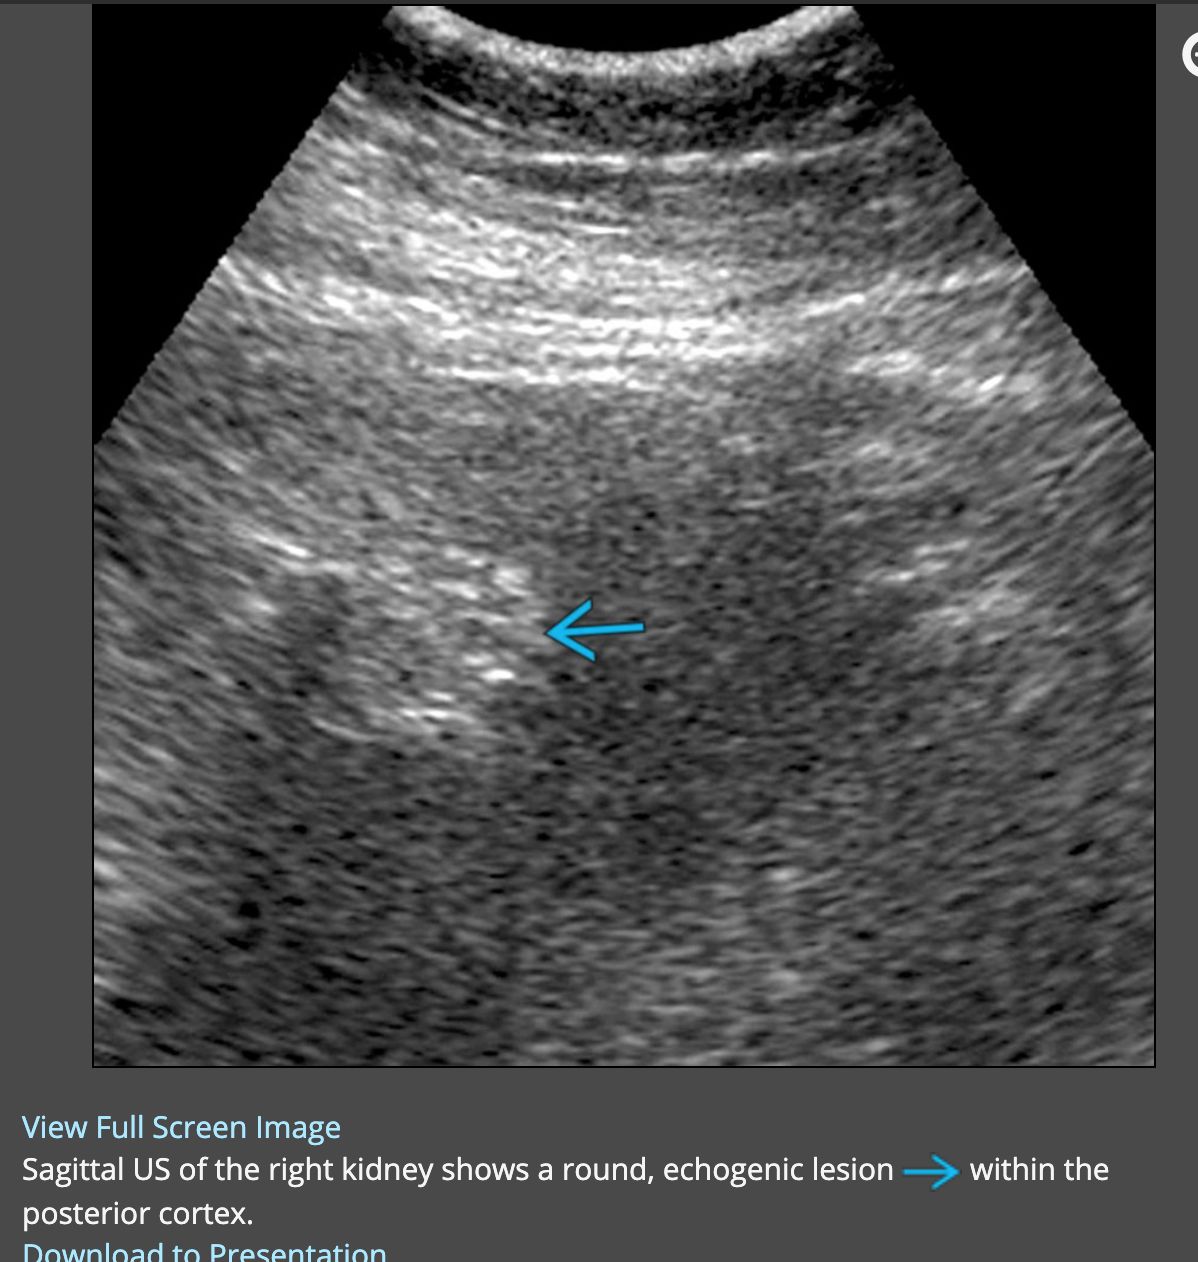 View Full Screen Image
Sagittal US of the right kidney shows a round, echogenic lesion → within the
posterior cortex.
Download to Presentation